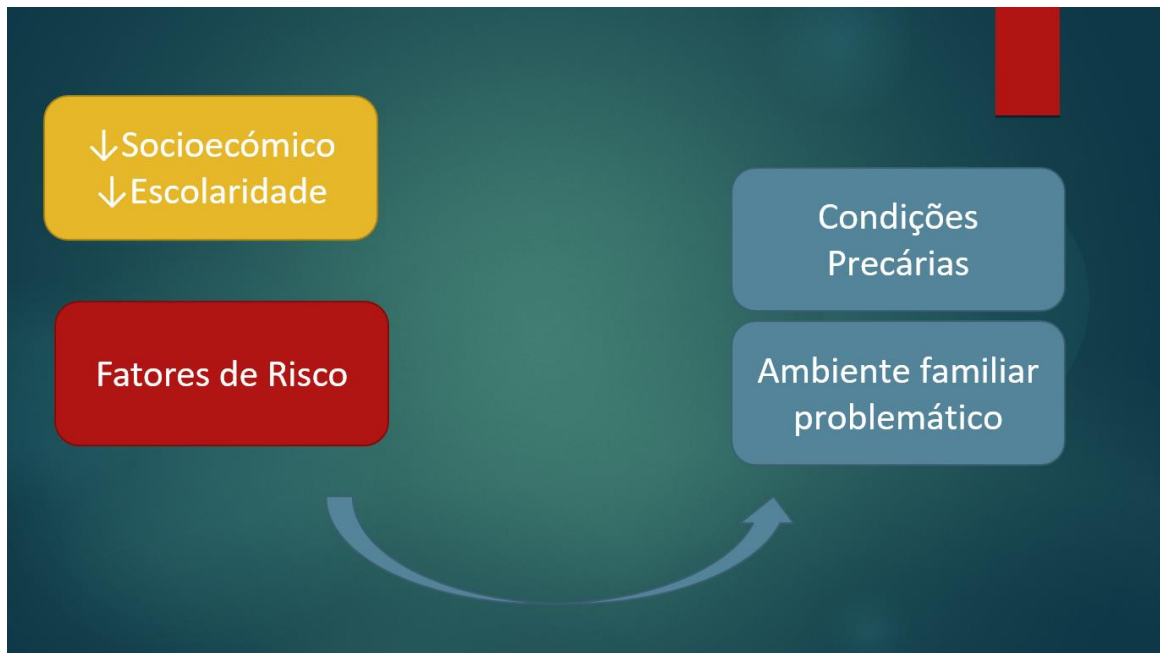 ↓Socioecómico
↓Escolaridade
Fatores de Risco
Condições
Precárias
Ambiente familiar
problemático